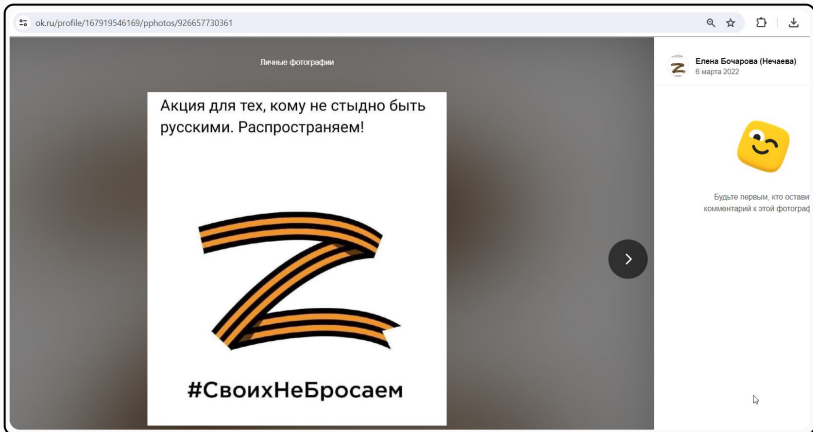 ok.ru/profile/167919546169/pphotos/926657730361
Личные фотографии
Акция для тех, кому не стыдно быть
русскими. Распространяем!
#СвоихНеБросаем
Елена Бочарова (Нечаева)
6 марта 2022
Будьте первым, кто остави
комментарий к этой фотограф